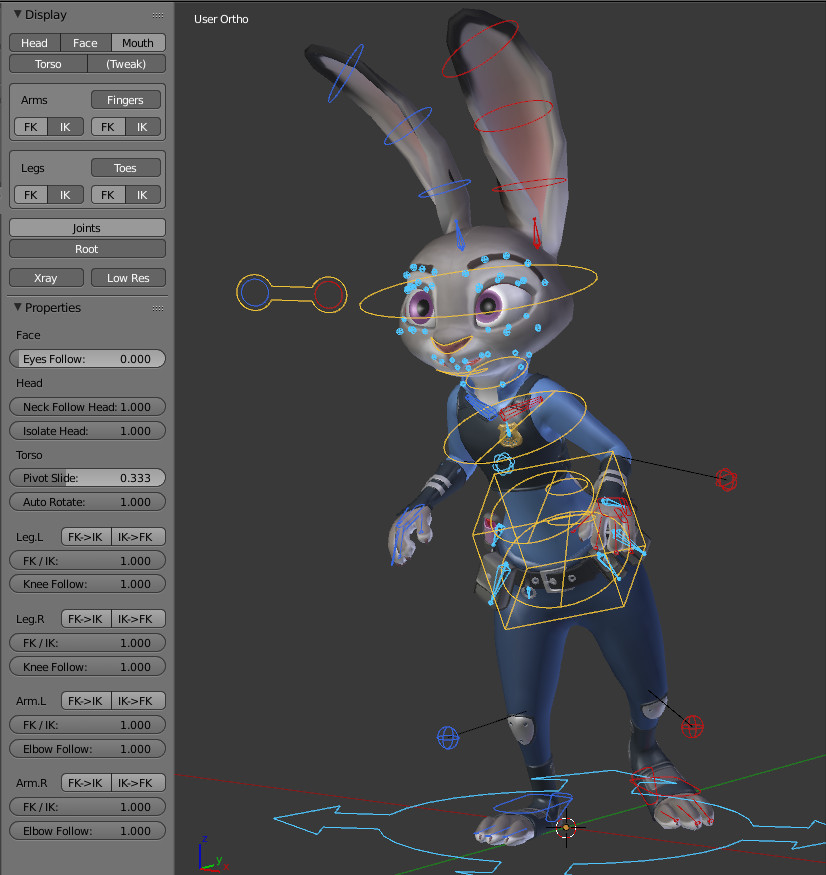 Display
User Ortho
Head Face Mouth
Torso (Tweak)
Arms Fingers
FK IK FK IK
Legs Toes
FK IK FK IK
Joints
Root
Xray Low Res
Properties
Face
Eyes Follow: 0.000
Head
Neck Follow Head: 1.000
Isolate Head: 1.000
Torso
Pivot Slide: 0.333
Auto Rotate: 1.000
Leg.L FK->IK IK->FK
FK / IK: 1.000
Knee Follow: 1.000
Leg.R FK->IK IK->FK
FK / IK: 1.000
Knee Follow: 1.000
Arm.L FK->IK IK->FK
FK / IK: 1.000
Elbow Follow: 1.000
Arm.R FK->IK IK->FK
FK / IK: 1.000
Elbow Follow: 1.000
z
y
x